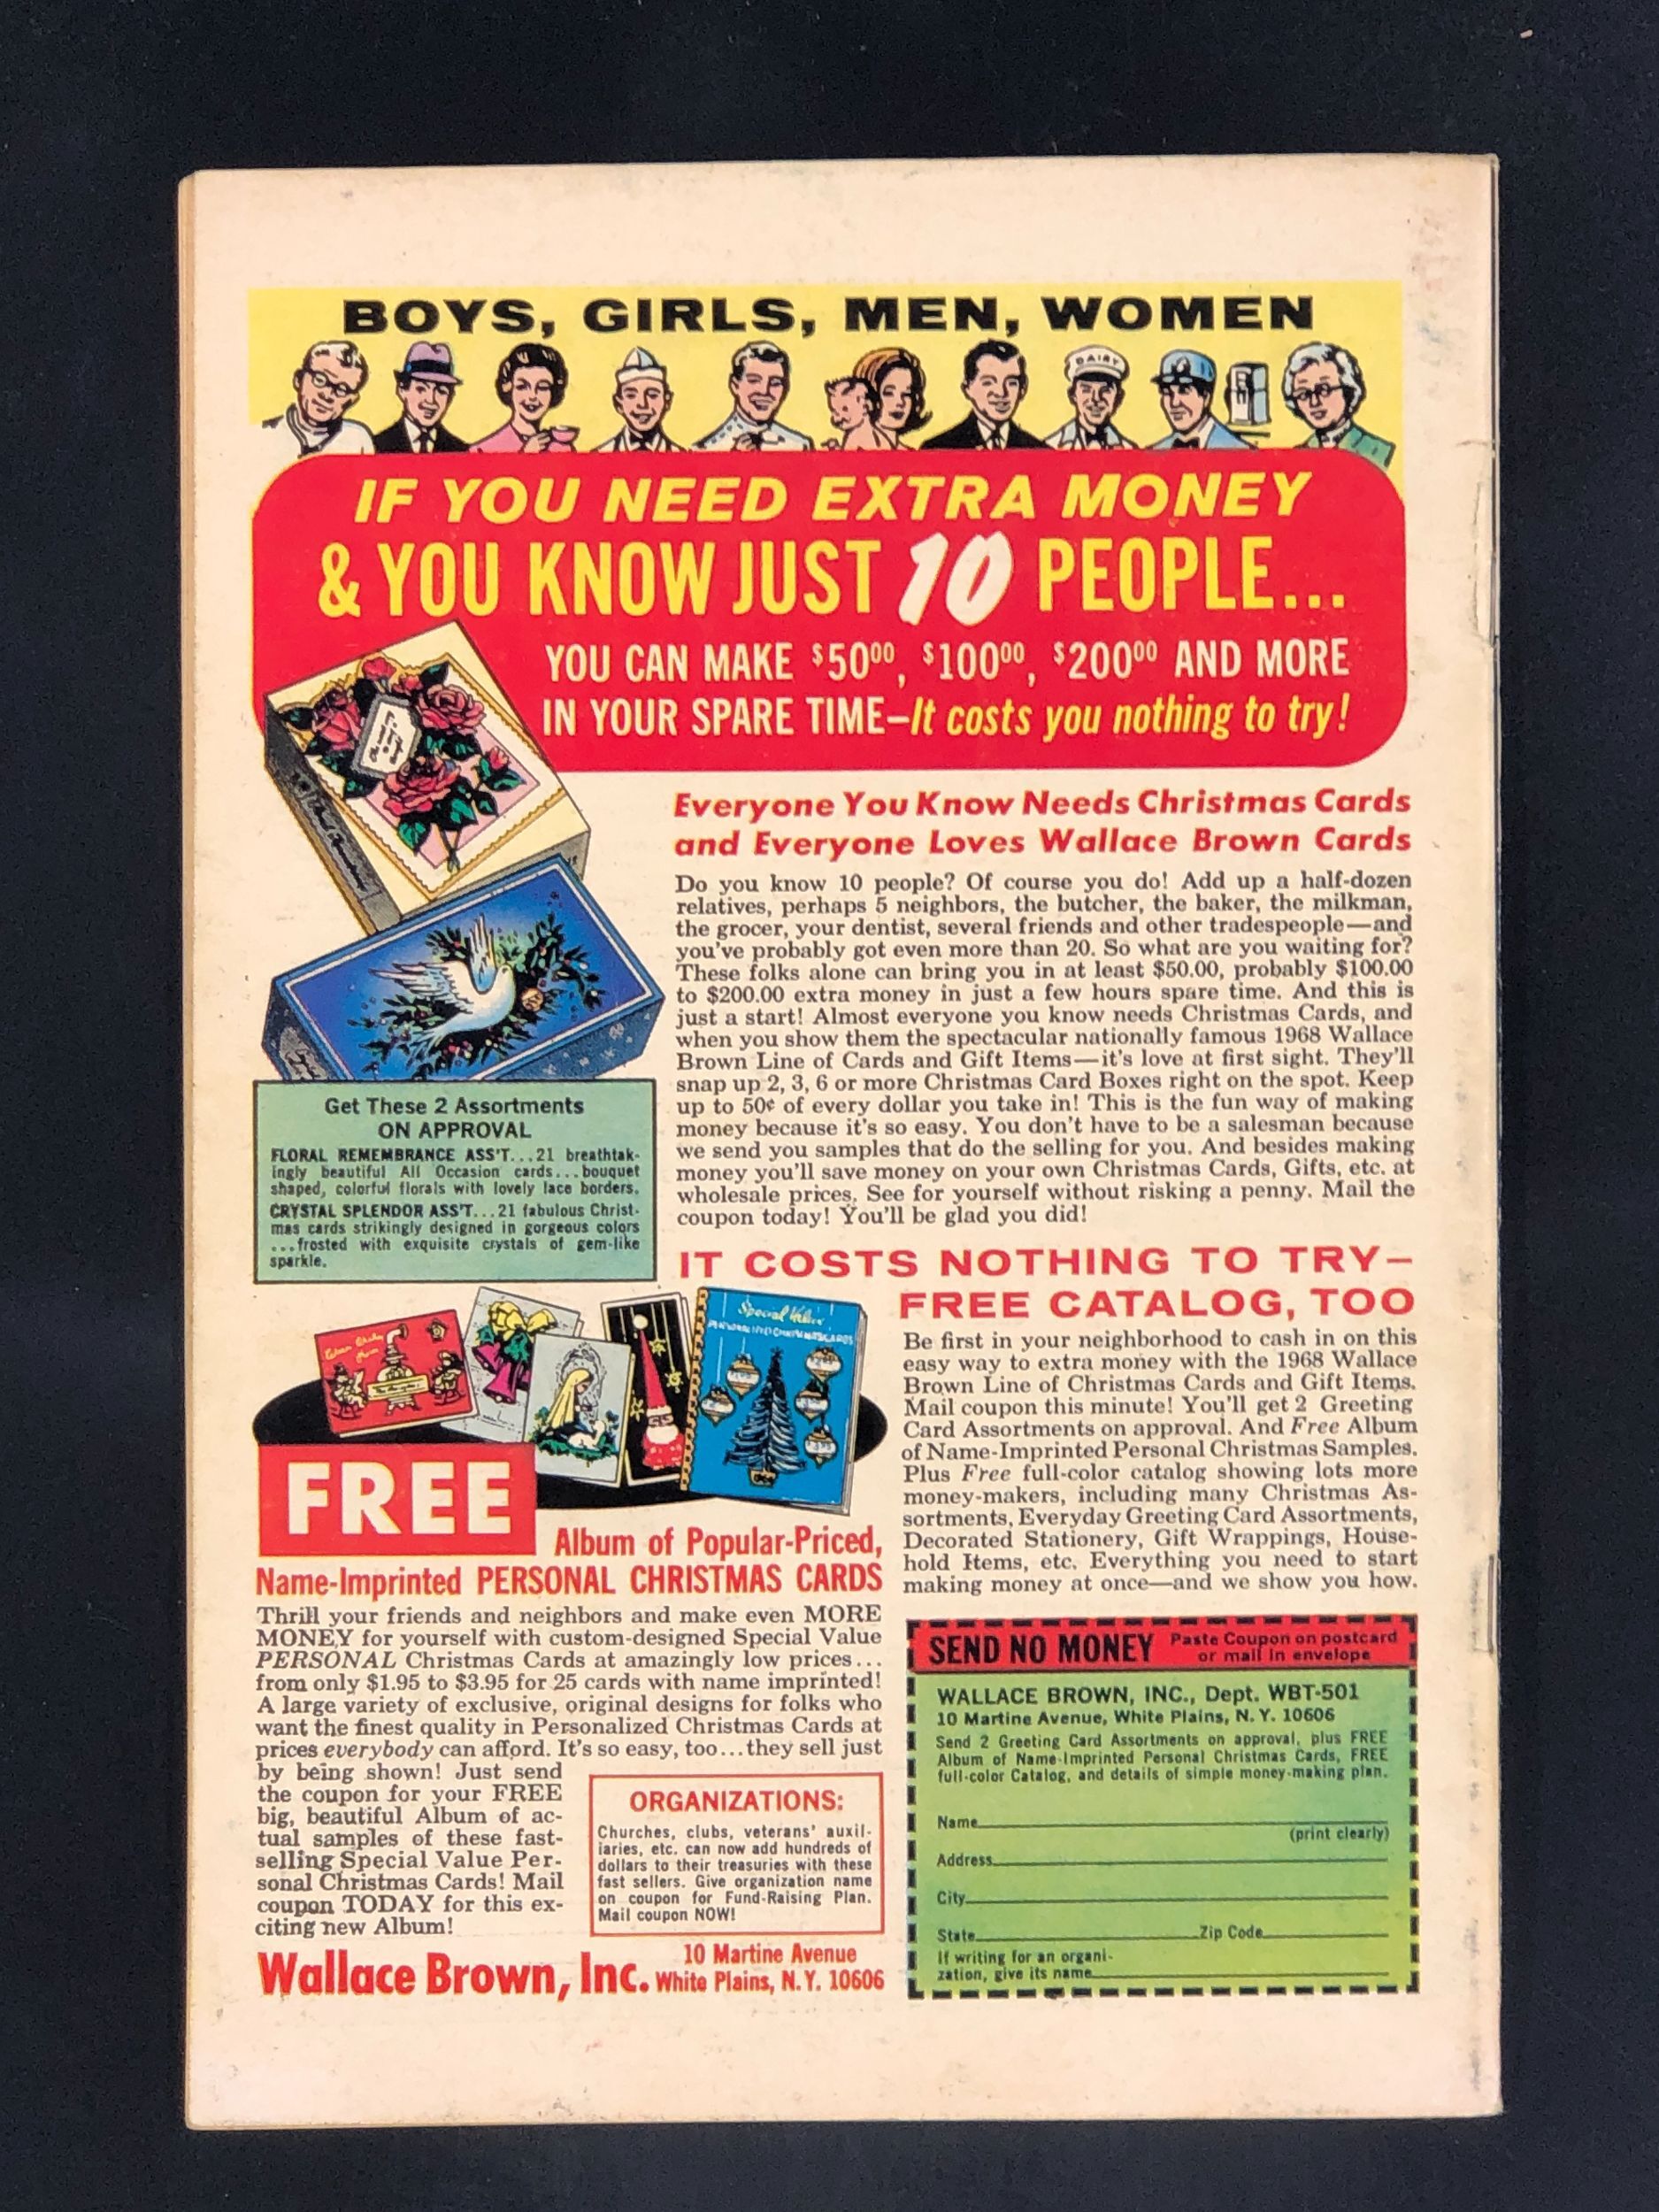 BOYS, GIRLS, MEN, WOMEN
DAIRY
IF YOU NEED EXTRA MONEY
& YOU KNOW JUST 10 PEOPLE...
YOU CAN MAKE $50⁰⁰, $100⁰⁰, $200⁰⁰ AND MORE
IN YOUR SPARE TIME–It costs you nothing to try!
Everyone You Know Needs Christmas Cards
and Everyone Loves Wallace Brown Cards
Do you know 10 people? Of course you do! Add up a half-dozen
relatives, perhaps 5 neighbors, the butcher, the baker, the milkman,
the grocer, your dentist, several friends and other tradespeople—and
you've probably got even more than 20. So what are you waiting for?
These folks alone can bring you in at least $50.00, probably $100.00
to $200.00 extra money in just a few hours spare time. And this is
just a start! Almost everyone you know needs Christmas Cards, and
when you show them the spectacular nationally famous 1968 Wallace
Brown Line of Cards and Gift Items—it's love at first sight. They'll
snap up 2, 3, 6 or more Christmas Card Boxes right on the spot. Keep
up to 50¢ of every dollar you take in! This is the fun way of making
money because it's so easy. You don't have to be a salesman because
we send you samples that do the selling for you. And besides making
money you'll save money on your own Christmas Cards, Gifts, etc. at
wholesale prices. See for yourself without risking a penny. Mail the
coupon today! You'll be glad you did!
Get These 2 Assortments
ON APPROVAL
FLORAL REMEMBRANCE ASS'T...21 breathtak-
ingly beautiful All Occasion cards...bouquet
shaped, colorful florals with lovely lace borders.
CRYSTAL SPLENDOR ASS'T...21 fabulous Christ-
mas cards strikingly designed in gorgeous colors
...frosted with exquisite crystals of gem-like
sparkle.
IT COSTS NOTHING TO TRY–
FREE CATALOG, TOO
Be first in your neighborhood to cash in on this
easy way to extra money with the 1968 Wallace
Brown Line of Christmas Cards and Gift Items.
Mail coupon this minute! You'll get 2 Greeting
Card Assortments on approval. And Free Album
of Name-Imprinted Personal Christmas Samples.
Plus Free full-color catalog showing lots more
money-makers, including many Christmas As-
sortments, Everyday Greeting Card Assortments,
Decorated Stationery, Gift Wrappings, House-
hold Items, etc. Everything you need to start
making money at once—and we show you how.
Special Value
PERSONALIZED CHRISTMAS CARDS
FREE
Album of Popular-Priced,
Name-Imprinted PERSONAL CHRISTMAS CARDS
Thrill your friends and neighbors and make even MORE
MONEY for yourself with custom-designed Special Value
PERSONAL Christmas Cards at amazingly low prices...
from only $1.95 to $3.95 for 25 cards with name imprinted!
A large variety of exclusive, original designs for folks who
want the finest quality in Personalized Christmas Cards at
prices everybody can afford. It's so easy, too...they sell just
by being shown! Just send
the coupon for your FREE
big, beautiful Album of ac-
tual samples of these fast-
selling Special Value Per-
sonal Christmas Cards! Mail
coupon TODAY for this ex-
citing new Album!
ORGANIZATIONS:
Churches, clubs, veterans' auxil-
iaries, etc. can now add hundreds of
dollars to their treasuries with these
fast sellers. Give organization name
on coupon for Fund-Raising Plan.
Mail coupon NOW!
Wallace Brown, Inc. 10 Martine Avenue
White Plains, N.Y. 10606
SEND NO MONEY Paste Coupon on postcard
or mail in envelope
WALLACE BROWN, INC., Dept. WBT-501
10 Martine Avenue, White Plains, N.Y. 10606
Send 2 Greeting Card Assortments on approval, plus FREE
Album of Name-Imprinted Personal Christmas Cards, FREE
full-color Catalog, and details of simple money-making plan.
Name
(print clearly)
Address
City
State Zip Code
If writing for an organi-
zation, give its name